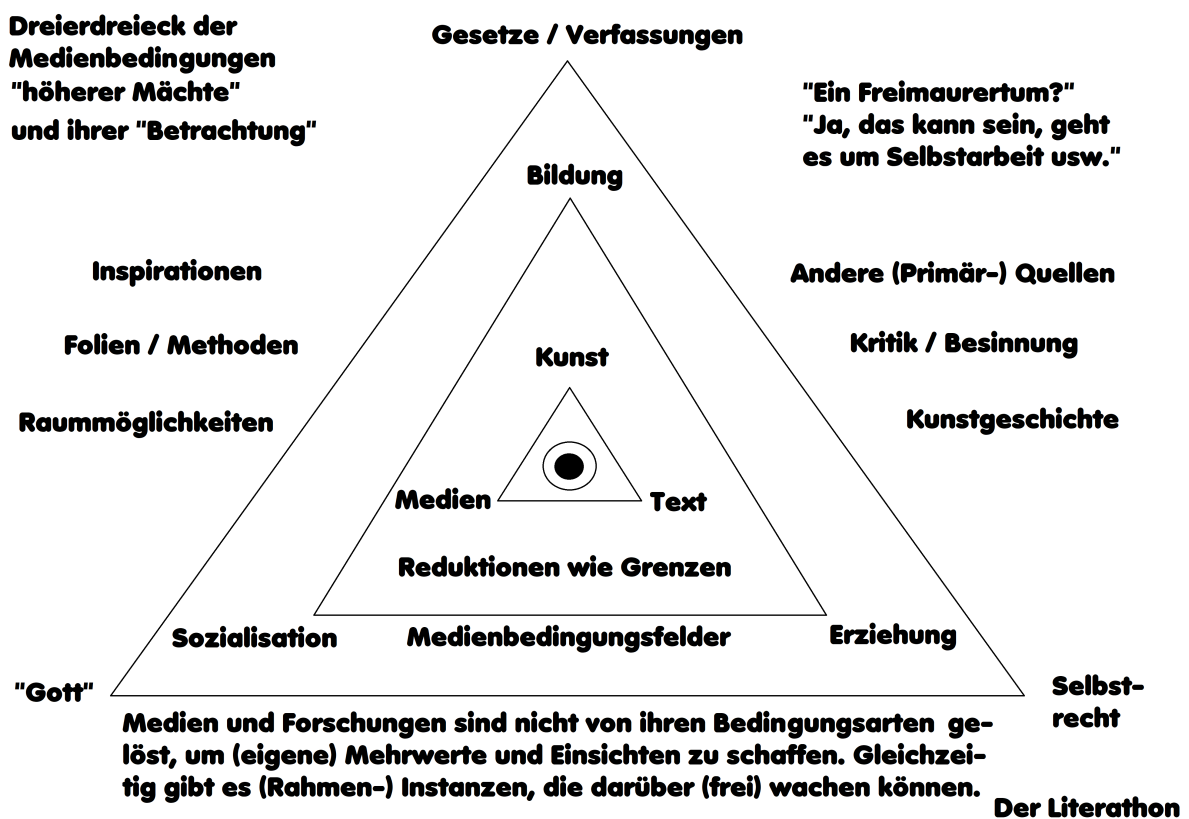 Dreierdreieck der
Medienbedingungen
"höherer Mächte"
und ihrer "Betrachtung"
Gesetze / Verfassungen
"Ein Freimaurertum?"
"Ja, das kann sein, geht
es um Selbstarbeit usw."
Bildung
Inspirationen
Andere (Primär-) Quellen
Folien / Methoden
Kritik / Besinnung
Kunst
Raummöglichkeiten
Kunstgeschichte
Medien
Text
Reduktionen wie Grenzen
Sozialisation
Medienbedingungsfelder
Erziehung
"Gott"
Selbst-
recht
Medien und Forschungen sind nicht von ihren Bedingungsarten ge-
löst, um (eigene) Mehrwerte und Einsichten zu schaffen. Gleichzei-
tig gibt es (Rahmen-) Instanzen, die darüber (frei) wachen können.
Der Literathon